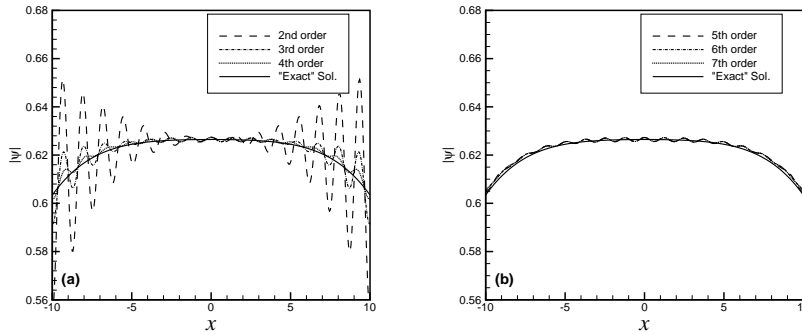 0.68
0.66
0.64
0.62
0.6
0.58
0.56
|ψ|
2nd order
3rd order
4th order
"Exact" Sol.
(a)
-10
-5
0
5
10
x
0.68
0.66
0.64
0.62
0.6
0.58
0.56
|ψ|
5th order
6th order
7th order
"Exact" Sol.
(b)
-10
-5
0
5
x